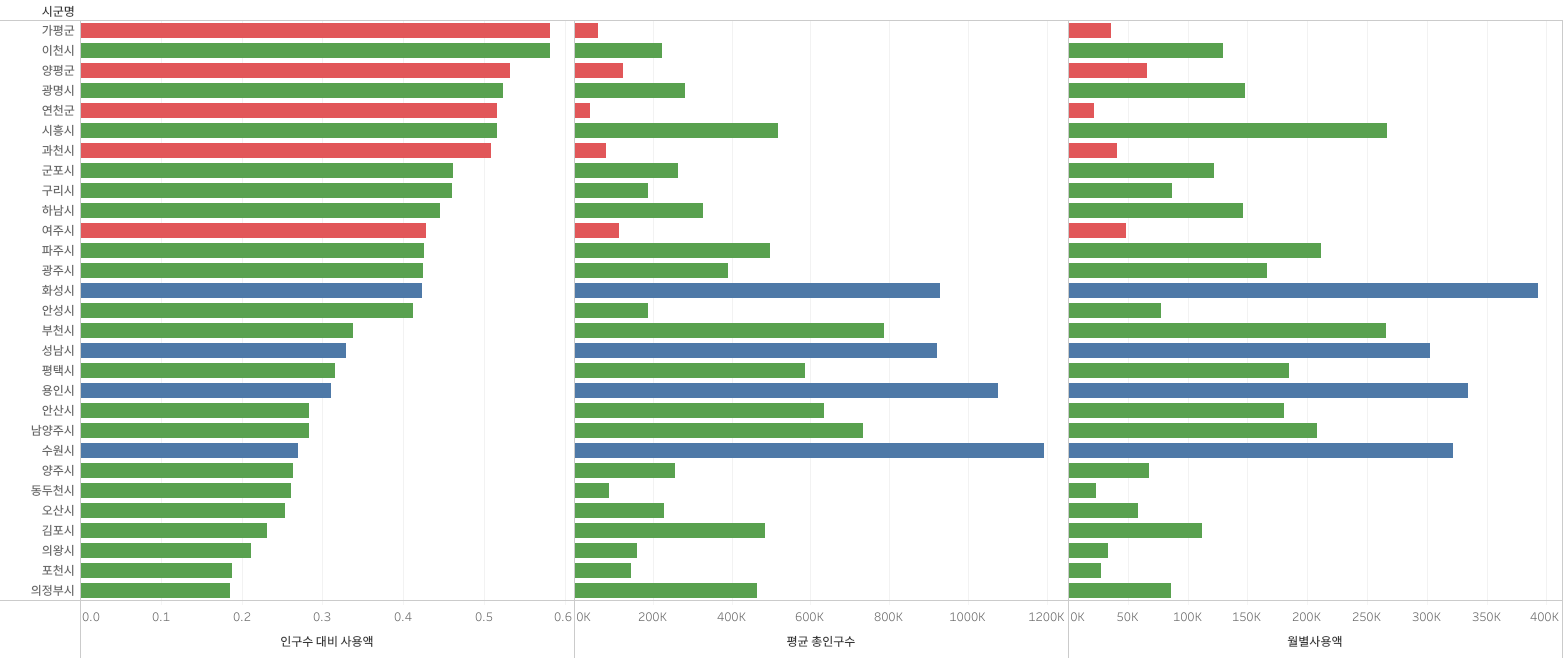 시군명
가평군
이천시
양평군
광명시
연천군
시흥시
과천시
군포시
구리시
하남시
여주시
파주시
광주시
화성시
안성시
부천시
성남시
평택시
용인시
안산시
남양주시
수원시
양주시
동두천시
오산시
김포시
의왕시
포천시
의정부시
0.0 0.1 0.2 0.3 0.4 0.5 0.6 0K 200K 400K 600K 800K 1000K 1200K 0K 50K 100K 150K 200K 250K 300K 350K 400K
인구수 대비 사용액 평균 총인구수 월별사용액